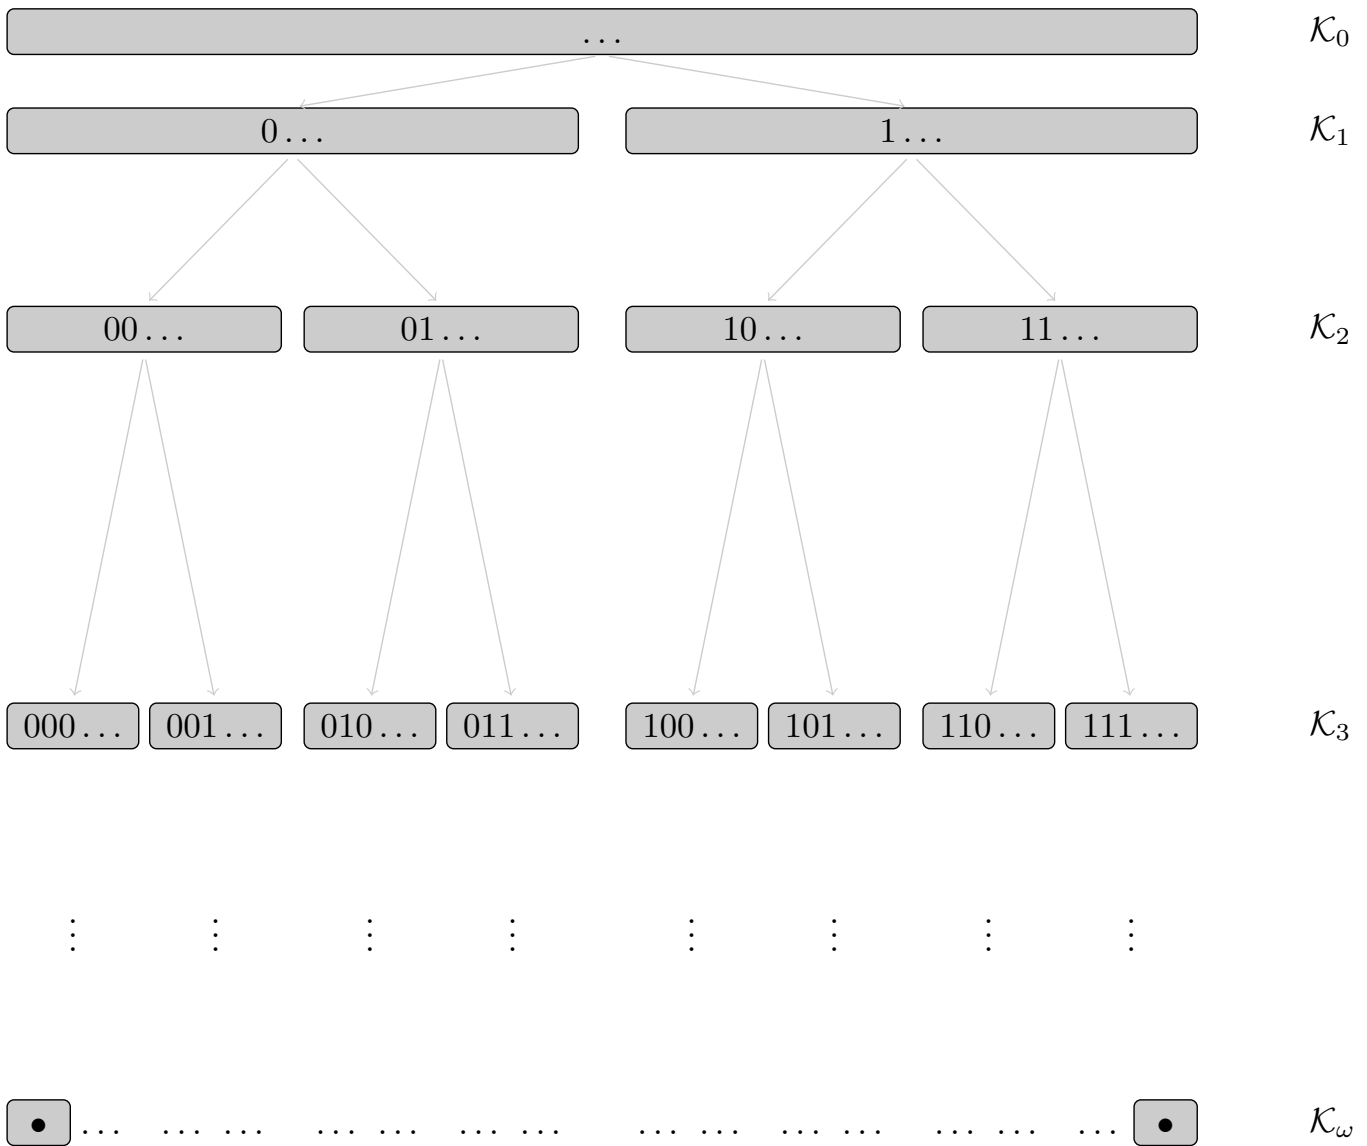 … 𝒦₀
0… 1… 𝒦₁
00… 01… 10… 11… 𝒦₂
000… 001… 010… 011… 100… 101… 110… 111… 𝒦₃
⋮ ⋮ ⋮ ⋮ ⋮ ⋮ ⋮ ⋮
• … … … … … … … … … … … … … … • 𝒦_ω